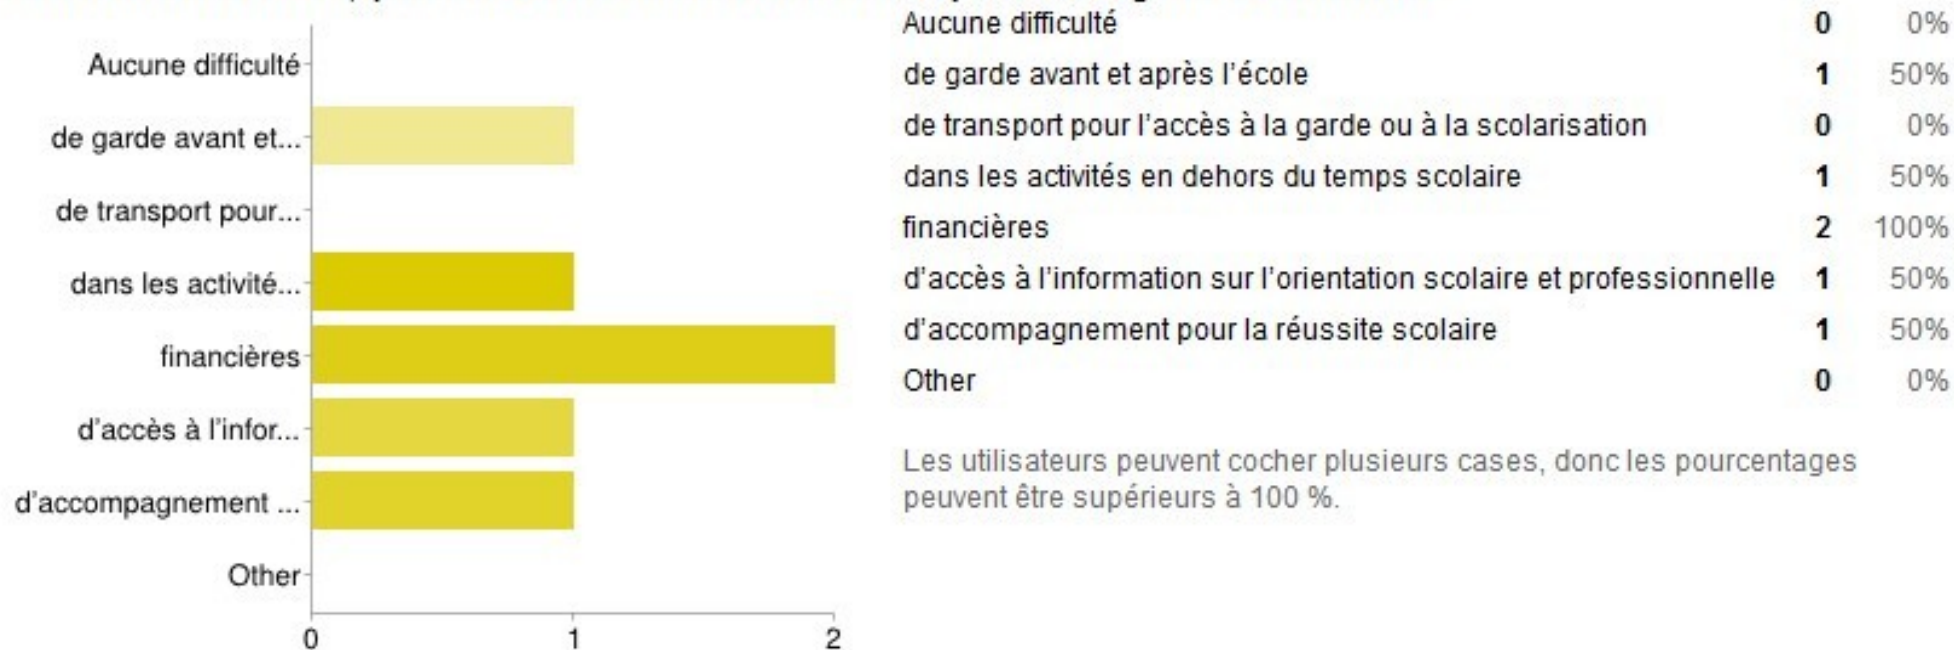 Aucune difficulté
de garde avant et...
de transport pour...
dans les activité...
financières
d'accès à l'infor...
d'accompagnement ...
Other
0 1 2
Aucune difficulté 0 0%
de garde avant et après l'école 1 50%
de transport pour l'accès à la garde ou à la scolarisation 0 0%
dans les activités en dehors du temps scolaire 1 50%
financières 2 100%
d'accès à l'information sur l'orientation scolaire et professionnelle 1 50%
d'accompagnement pour la réussite scolaire 1 50%
Other 0 0%
Les utilisateurs peuvent cocher plusieurs cases, donc les pourcentages
peuvent être supérieurs à 100 %.